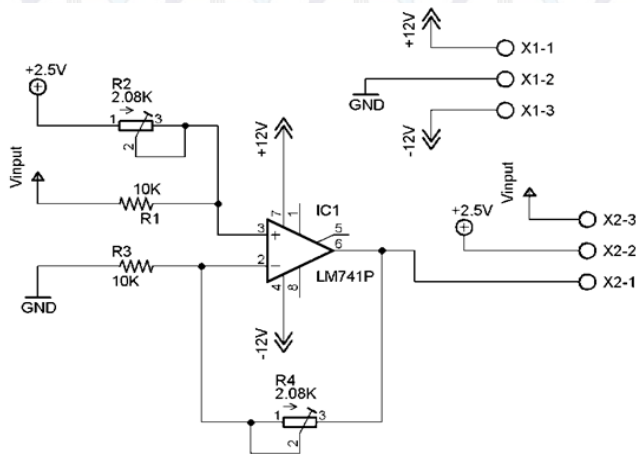 +12V
X1-1
X1-2
GND
X1-3
-12V
+2.5V
R2
2.08K
1
3
2
+12V
Vinput
10K
R1
7
1
IC1
3
+
5
6
2
−
LM741P
4
8
R3
10K
GND
-12V
Vinput
+2.5V
X2-3
X2-2
X2-1
R4
2.08K
1
3
2